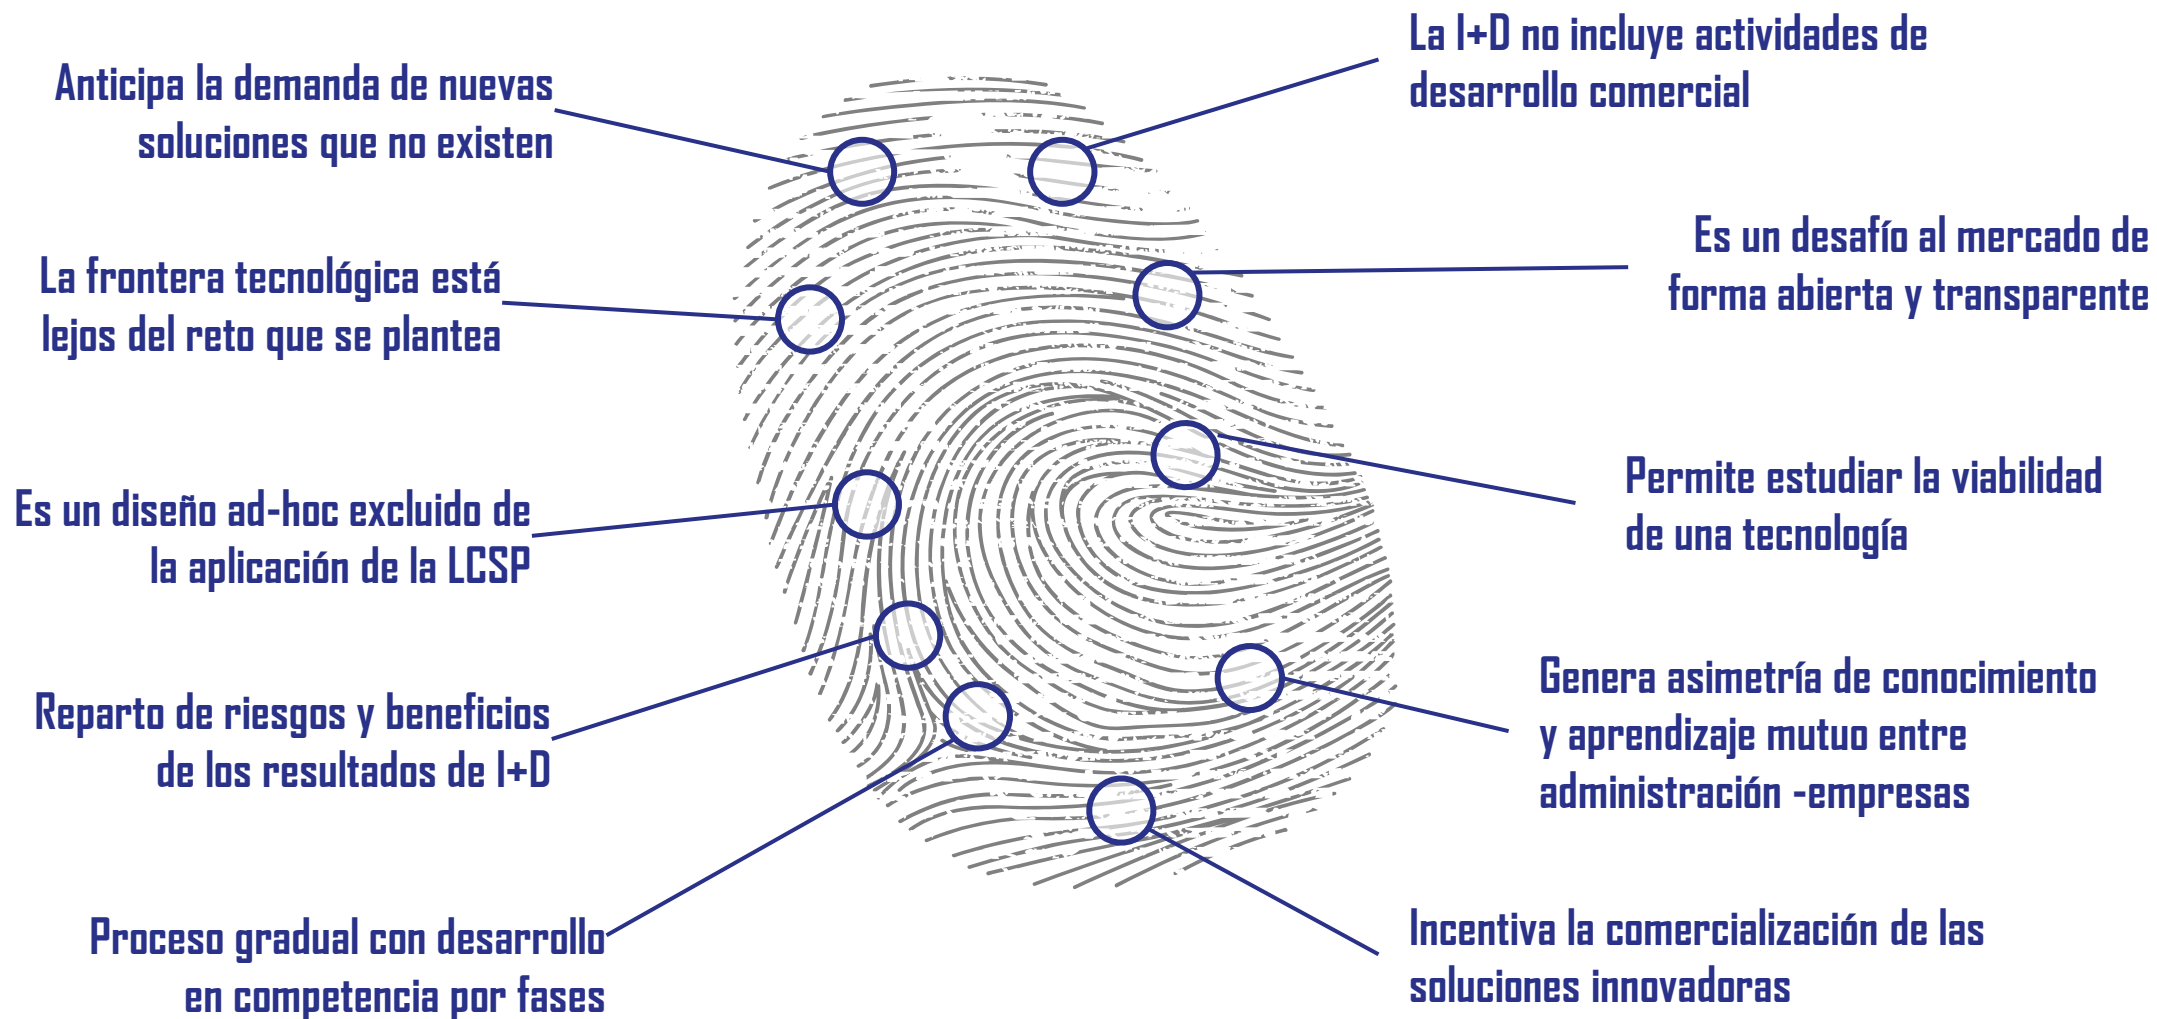 Anticipa la demanda de nuevas
soluciones que no existen
La frontera tecnológica está
lejos del reto que se plantea
Es un diseño ad-hoc excluido de
la aplicación de la LCSP
Reparto de riesgos y beneficios
de los resultados de I+D
Proceso gradual con desarrollo
en competencia por fases
La I+D no incluye actividades de
desarrollo comercial
Es un desafío al mercado de
forma abierta y transparente
Permite estudiar la viabilidad
de una tecnología
Genera asimetría de conocimiento
y aprendizaje mutuo entre
administración -empresas
Incentiva la comercialización de las
soluciones innovadoras